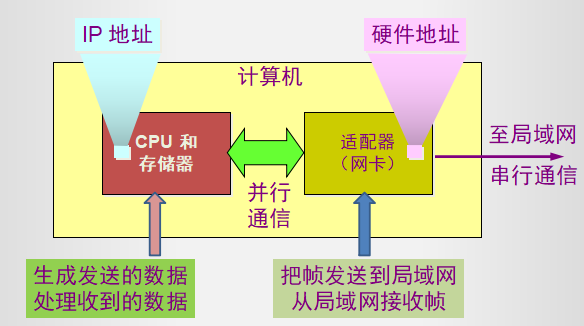 IP 地址
硬件地址
计算机
CPU 和
存储器
适配器
（网卡）
至局域网
串行通信
并行
通信
生成发送的数据
处理收到的数据
把帧发送到局域网
从局域网接收帧